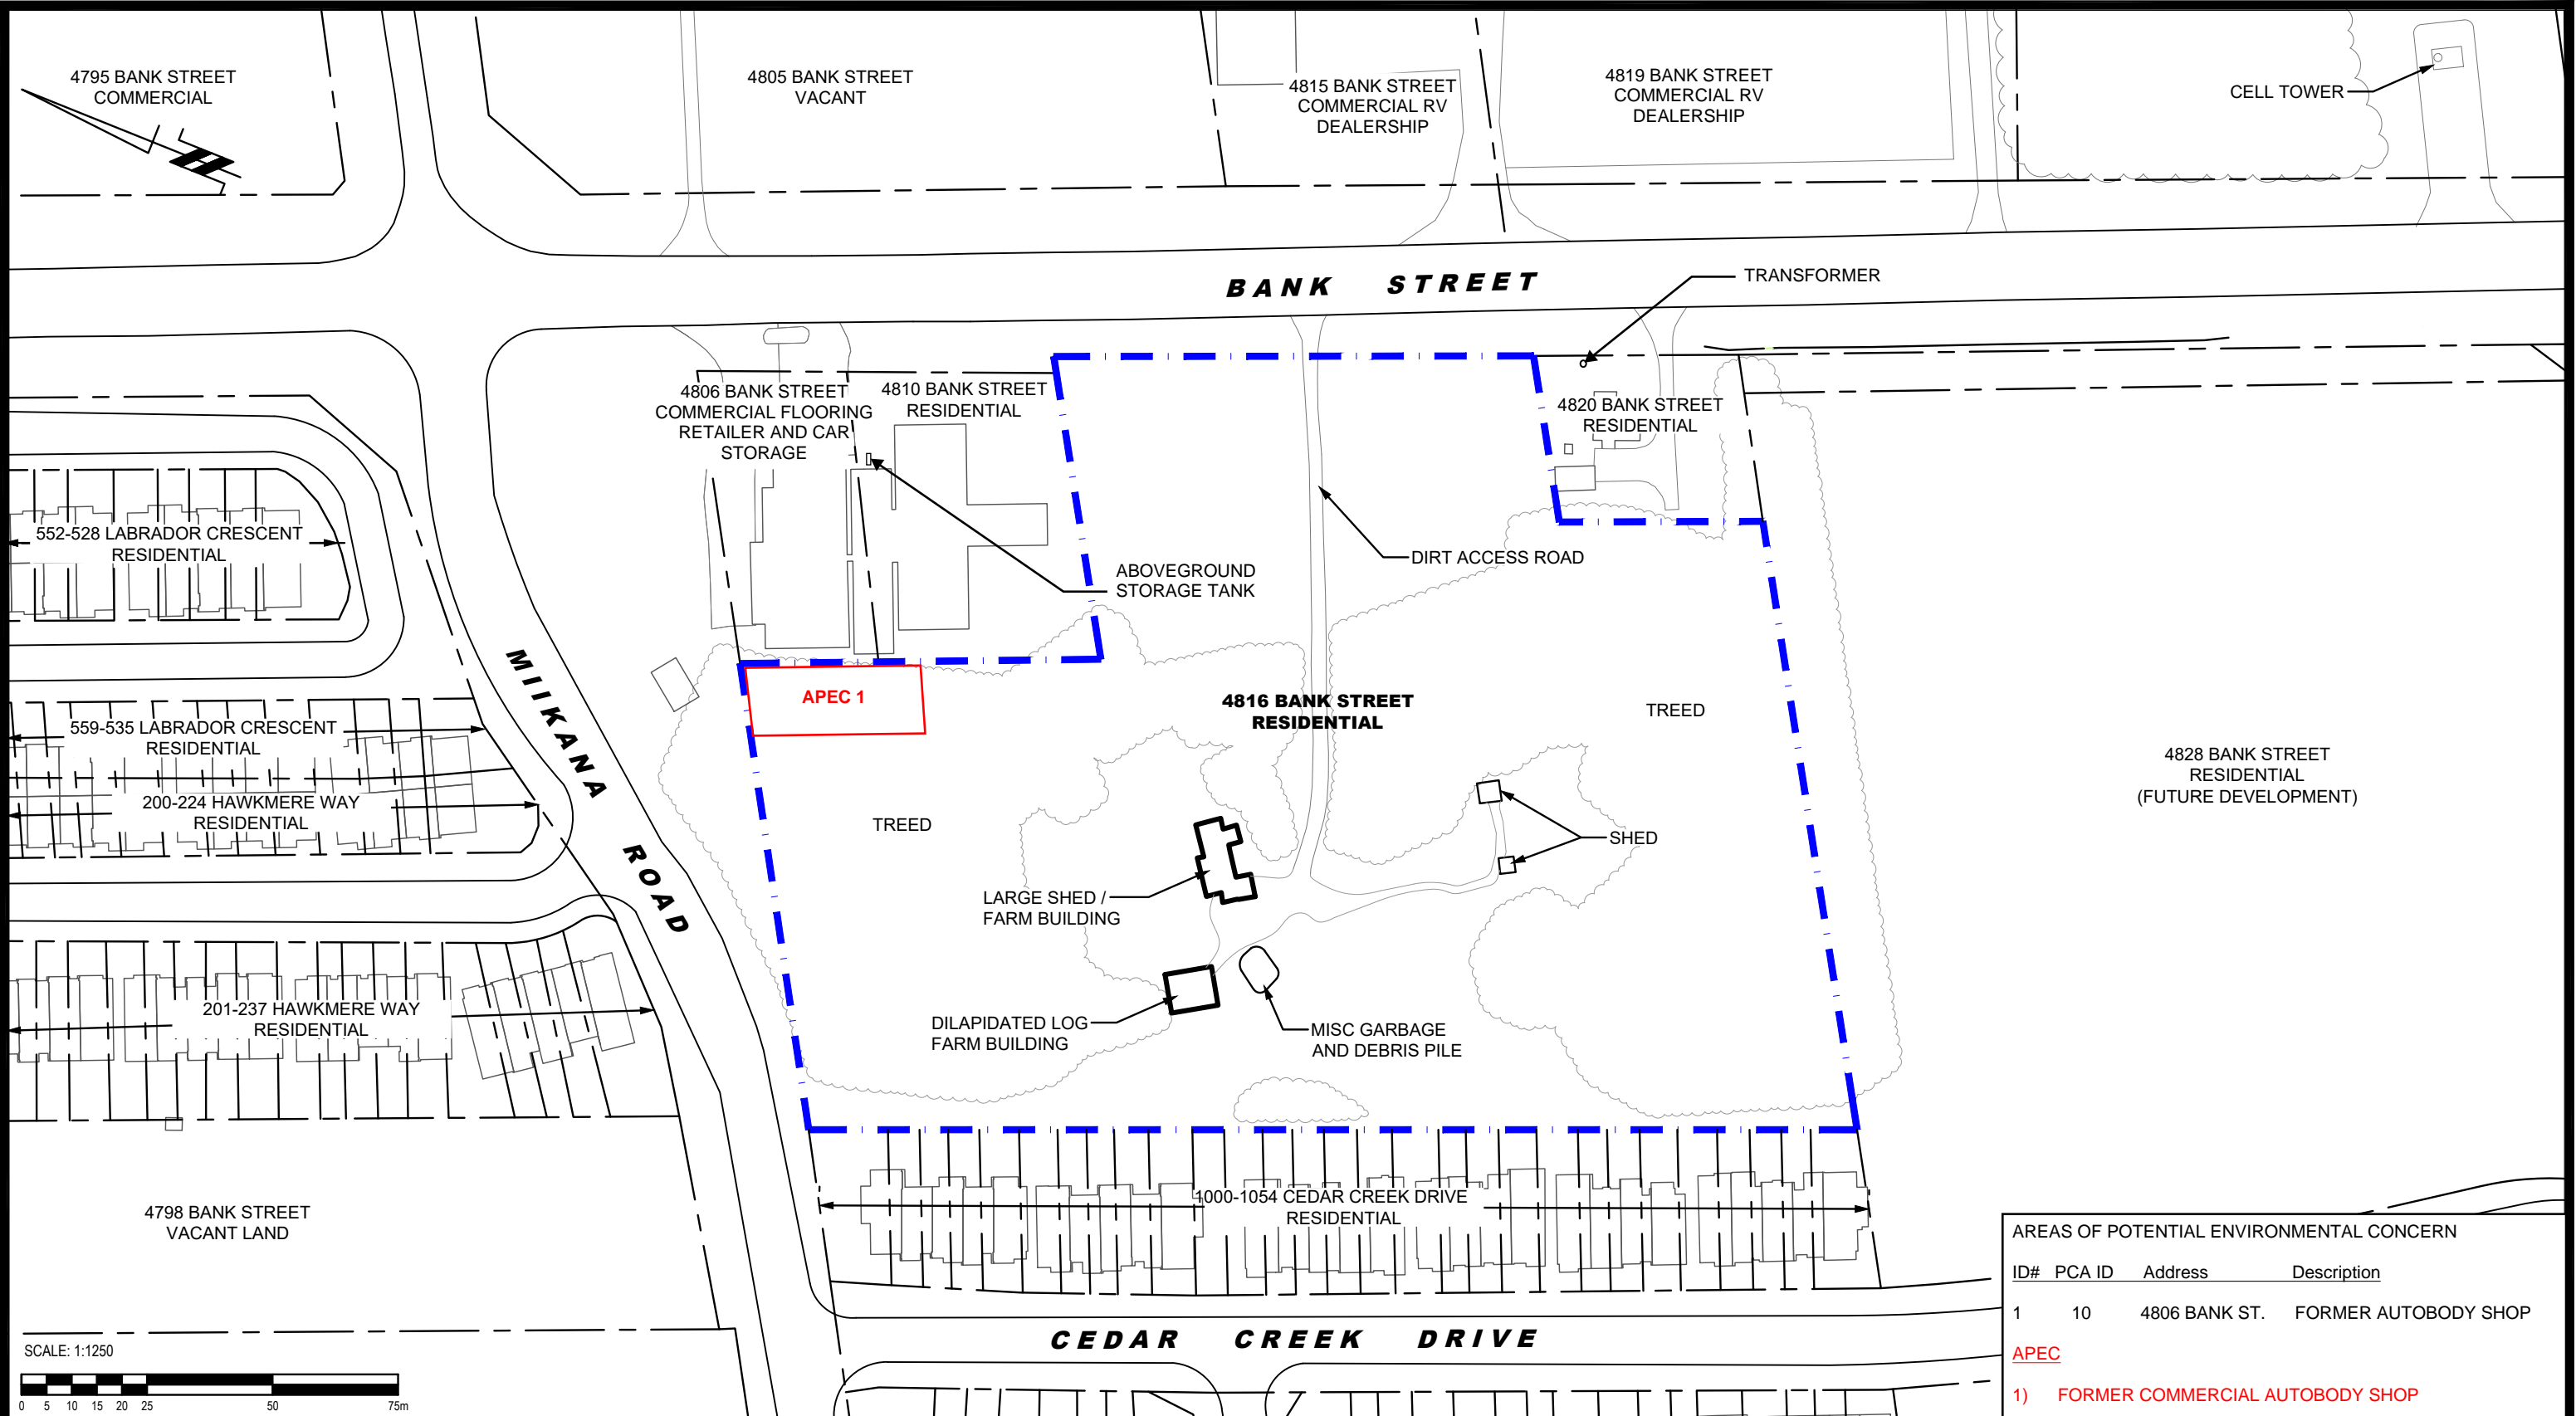 4795 BANK STREET
COMMERCIAL
4805 BANK STREET
VACANT
4815 BANK STREET
COMMERCIAL RV
DEALERSHIP
4819 BANK STREET
COMMERCIAL RV
DEALERSHIP
CELL TOWER
BANK STREET
TRANSFORMER
4806 BANK STREET
COMMERCIAL FLOORING
RETAILER AND CAR
STORAGE
4810 BANK STREET
RESIDENTIAL
4820 BANK STREET
RESIDENTIAL
552-528 LABRADOR CRESCENT
RESIDENTIAL
ABOVEGROUND
STORAGE TANK
DIRT ACCESS ROAD
MIIKANA ROAD
APEC 1
4816 BANK STREET
RESIDENTIAL
TREED
559-535 LABRADOR CRESCENT
RESIDENTIAL
200-224 HAWKMERE WAY
RESIDENTIAL
TREED
4828 BANK STREET
RESIDENTIAL
(FUTURE DEVELOPMENT)
SHED
LARGE SHED /
FARM BUILDING
201-237 HAWKMERE WAY
RESIDENTIAL
DILAPIDATED LOG
FARM BUILDING
MISC GARBAGE
AND DEBRIS PILE
4798 BANK STREET
VACANT LAND
1000-1054 CEDAR CREEK DRIVE
RESIDENTIAL
CEDAR CREEK DRIVE
SCALE: 1:1250
0 5 10 15 20 25 50 75m
AREAS OF POTENTIAL ENVIRONMENTAL CONCERN
ID# PCA ID Address Description
1 10 4806 BANK ST. FORMER AUTOBODY SHOP
APEC
1) FORMER COMMERCIAL AUTOBODY SHOP